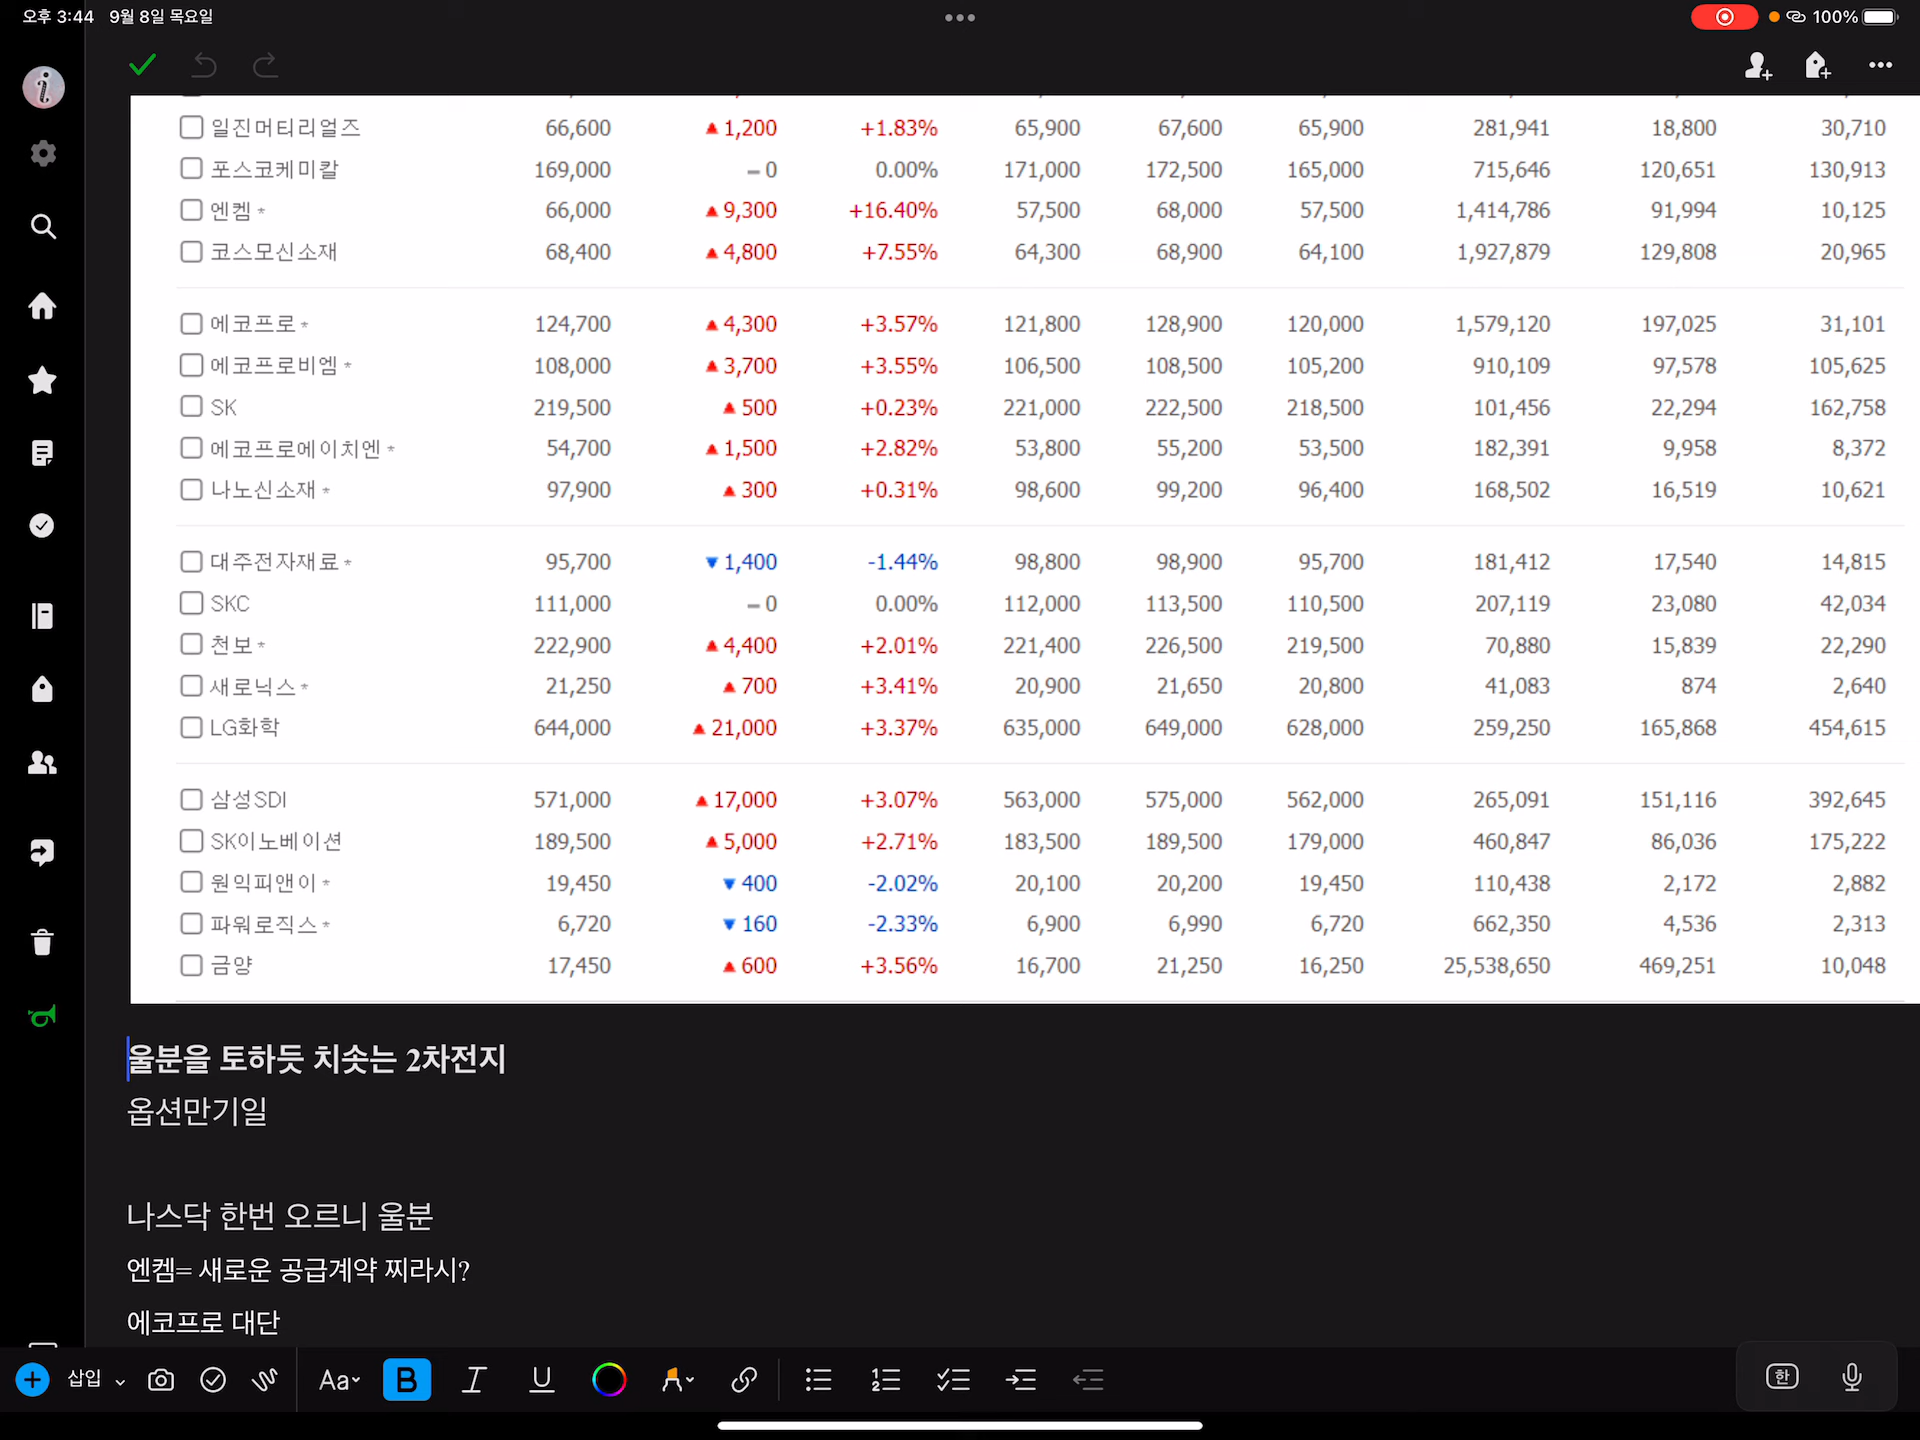 오후 3:44 9월 8일 목요일 100%
일진머티리얼즈 66,600 ▲1,200 +1.83% 65,900 67,600 65,900 281,941 18,800 30,710
포스코케미칼 169,000 -0 0.00% 171,000 172,500 165,000 715,646 120,651 130,913
엔켐 * 66,000 ▲9,300 +16.40% 57,500 68,000 57,500 1,414,786 91,994 10,125
코스모신소재 68,400 ▲4,800 +7.55% 64,300 68,900 64,100 1,927,879 129,808 20,965
에코프로 * 124,700 ▲4,300 +3.57% 121,800 128,900 120,000 1,579,120 197,025 31,101
에코프로비엠 * 108,000 ▲3,700 +3.55% 106,500 108,500 105,200 910,109 97,578 105,625
SK 219,500 ▲500 +0.23% 221,000 222,500 218,500 101,456 22,294 162,758
에코프로에이치엔 * 54,700 ▲1,500 +2.82% 53,800 55,200 53,500 182,391 9,958 8,372
나노신소재 * 97,900 ▲300 +0.31% 98,600 99,200 96,400 168,502 16,519 10,621
대주전자재료 * 95,700 ▼1,400 -1.44% 98,800 98,900 95,700 181,412 17,540 14,815
SKC 111,000 -0 0.00% 112,000 113,500 110,500 207,119 23,080 42,034
천보 * 222,900 ▲4,400 +2.01% 221,400 226,500 219,500 70,880 15,839 22,290
새로닉스 * 21,250 ▲700 +3.41% 20,900 21,650 20,800 41,083 874 2,640
LG화학 644,000 ▲21,000 +3.37% 635,000 649,000 628,000 259,250 165,868 454,615
삼성SDI 571,000 ▲17,000 +3.07% 563,000 575,000 562,000 265,091 151,116 392,645
SK이노베이션 189,500 ▲5,000 +2.71% 183,500 189,500 179,000 460,847 86,036 175,222
원익피앤이 * 19,450 ▼400 -2.02% 20,100 20,200 19,450 110,438 2,172 2,882
파워로직스 * 6,720 ▼160 -2.33% 6,900 6,990 6,720 662,350 4,536 2,313
금양 17,450 ▲600 +3.56% 16,700 21,250 16,250 25,538,650 469,251 10,048
울분을 토하듯 치솟는 2차전지
옵션만기일
나스닥 한번 오르니 울분
엔켐= 새로운 공급계약 찌라시?
에코프로 대단
삽입 Aa B I U 한